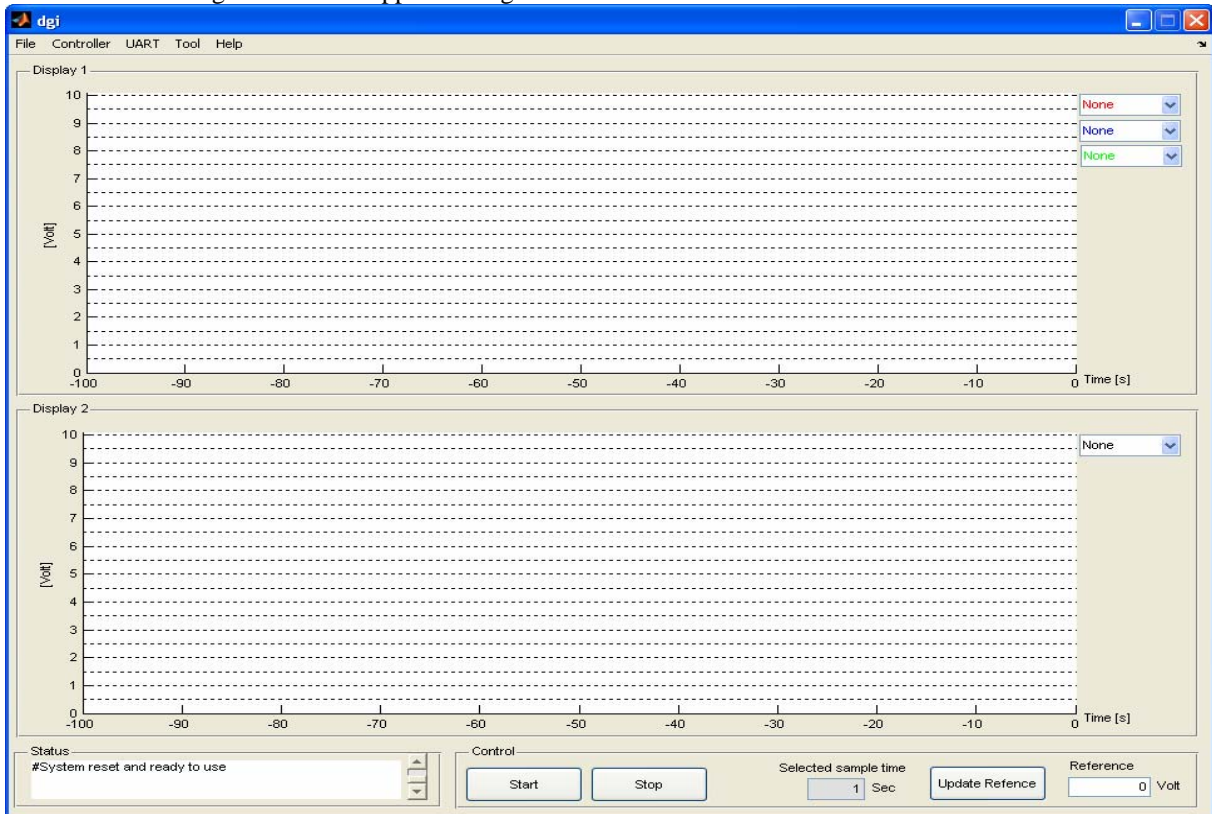 dgi
File Controller UART Tool Help
Display 1
10
9
8
7
6
5
4
3
2
1
0
[Volt]
-100 -90 -80 -70 -60 -50 -40 -30 -20 -10 0 Time [s]
None
None
None
Display 2
10
9
8
7
6
5
4
3
2
1
0
[Volt]
-100 -90 -80 -70 -60 -50 -40 -30 -20 -10 0 Time [s]
None
Status
#System reset and ready to use
Control
Start Stop
Selected sample time
1 Sec
Update Refence
Reference
0 Volt